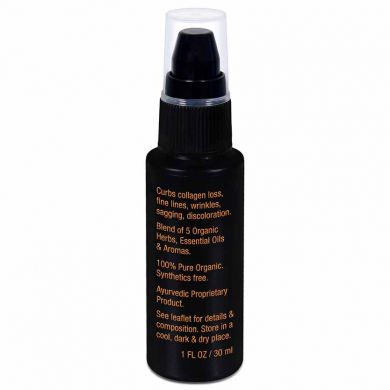 Curbs collagen loss,
fine lines, wrinkles,
sagging, discoloration.
Blend of 5 Organic
Herbs, Essential Oils
& Aromas.
100% Pure Organic.
Synthetics free.
Ayurvedic Proprietary
Product.
See leaflet for details &
composition. Store in a
cool, dark & dry place.
1 FL OZ / 30 ml